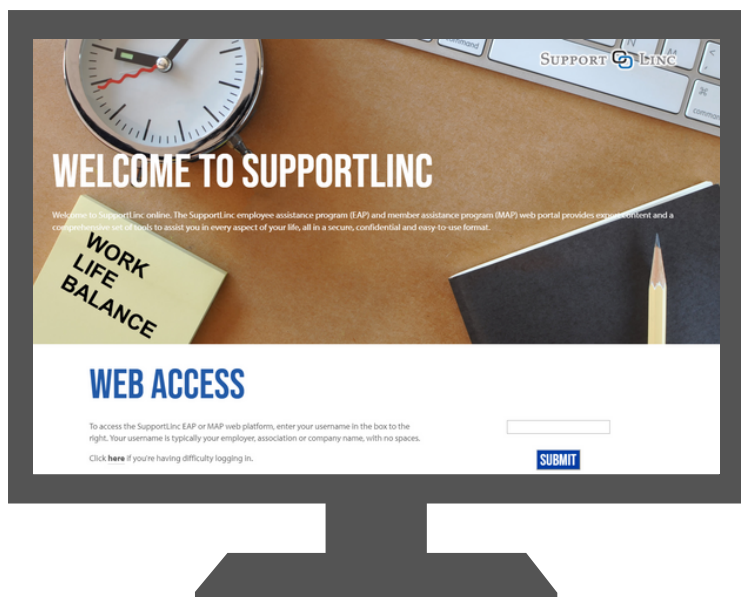 command
N
M
<
,
⌘
command
SUPPORT LINC
WELCOME TO SUPPORTLINC
Welcome to SupportLinc online. The SupportLinc employee assistance program (EAP) and member assistance program (MAP) web portal provides expert content and a
comprehensive set of tools to assist you in every aspect of your life, all in a secure, confidential and easy-to-use format.
WORK
LIFE
BALANCE
WEB ACCESS
To access the SupportLinc EAP or MAP web platform, enter your username in the box to the
right. Your username is typically your employer, association or company name, with no spaces.
Click here if you're having difficulty logging in.
SUBMIT